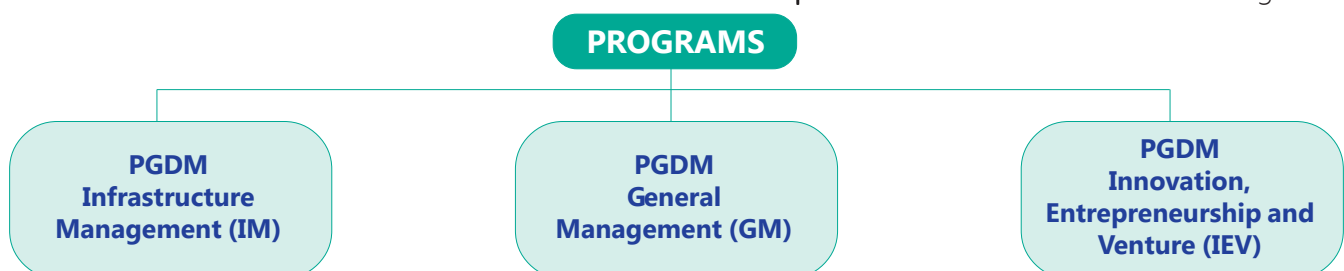 PROGRAMS
PGDM
Infrastructure
Management (IM)
PGDM
General
Management (GM)
PGDM
Innovation,
Entrepreneurship and
Venture (IEV)